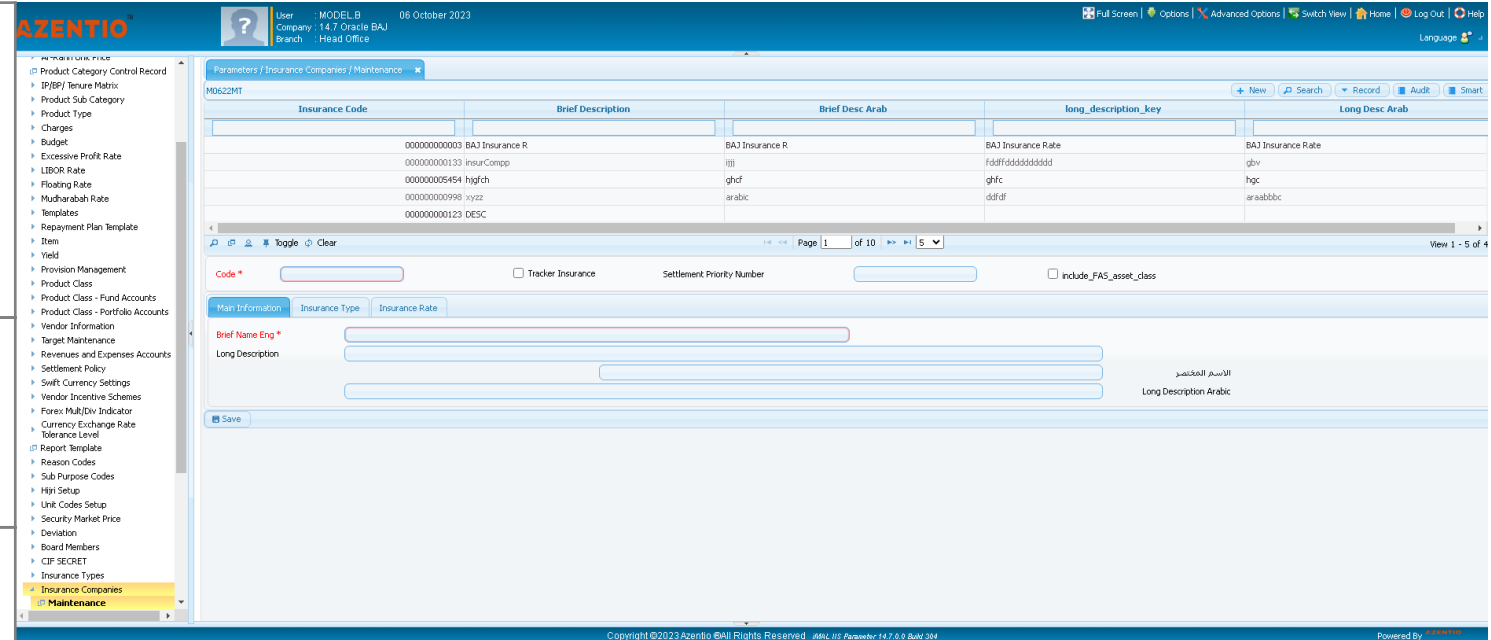 AZENTIO™
User : MODEL.B 06 October 2023
Company : 14.7 Oracle BAJ
Branch : Head Office
Full Screen | Options | Advanced Options | Switch View | Home | Log Out | Help
Language
Product Category Control Record
IP/BP/ Tenure Matrix
Product Sub Category
Product Type
Charges
Budget
Excessive Profit Rate
LIBOR Rate
Floating Rate
Mudharabah Rate
Templates
Repayment Plan Template
Item
Yield
Provision Management
Product Class
Product Class - Fund Accounts
Product Class - Portfolio Accounts
Vendor Information
Target Maintenance
Revenues and Expenses Accounts
Settlement Policy
Swift Currency Settings
Vendor Incentive Schemes
Forex Mult/Div Indicator
Currency Exchange Rate
Tolerance Level
Report Template
Reason Codes
Sub Purpose Codes
Hijri Setup
Unit Codes Setup
Security Market Price
Deviation
Board Members
CIF SECRET
Insurance Types
Insurance Companies
Maintenance
Parameters / Insurance Companies / Maintenance
M0622MT
New Search Record Audit Smart
Insurance Code Brief Description Brief Desc Arab long_description_key Long Desc Arab
000000000003 BAJ Insurance R BAJ Insurance R BAJ Insurance Rate BAJ Insurance Rate
000000000133 insurCompp ijjj fddffdddddddddd gbv
000000005454 hjgfch ghcf ghfc hgc
000000000998 xyzz arabic ddfdf araabbbc
000000000123 DESC
Toggle Clear Page 1 of 10 5 View 1 - 5 of 4
Code * Tracker Insurance Settlement Priority Number include_FAS_asset_class
Main Information Insurance Type Insurance Rate
Brief Name Eng *
Long Description
الاسم المختصر
Long Description Arabic
Save
Copyright ©2023 Azentio ®All Rights Reserved iMAL IIS Parameter 14.7.0.0 Build 304
Powered By AZENTIO